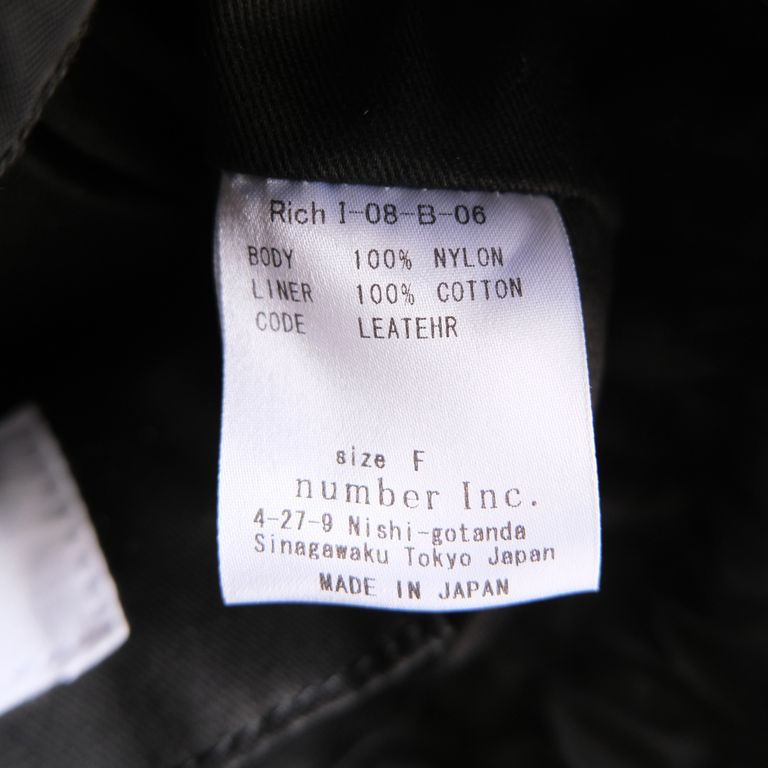 Rich I-08-B-06
BODY 100% NYLON
LINER 100% COTTON
CODE LEATEHR
size F
number Inc.
4-27-9 Nishi-gotanda
Sinagawaku Tokyo Japan
MADE IN JAPAN